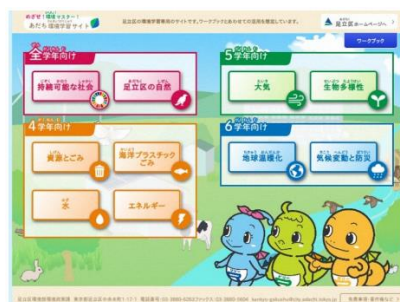 めざせ！環境マスター！
あだち環境学習サイト
足立区の環境学習専用のサイトです。ワークブックとあわせての活用を推奨しています。
足立区ホームページへ
ワークブック
全学年向け
持続可能な社会
足立区の自然
5学年向け
大気
生物多様性
4学年向け
資源とごみ
海洋プラスチックごみ
水
エネルギー
6学年向け
地球温暖化
気候変動と防災